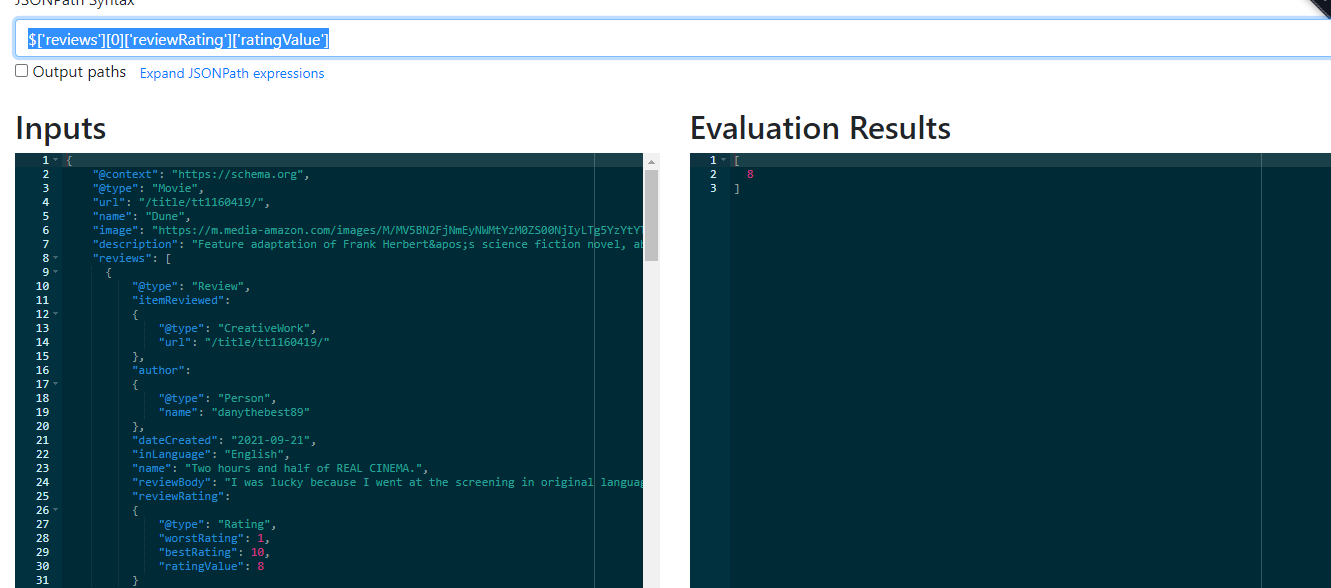 JSONPath Syntax
$['reviews'][0]['reviewRating']['ratingValue']
Output paths Expand JSONPath expressions
Inputs
1 {
2 "@context": "https://schema.org",
3 "@type": "Movie",
4 "url": "/title/tt1160419/",
5 "name": "Dune",
6 "image": "https://m.media-amazon.com/images/M/MV5BN2FjNmEyNWMtYzM0ZS00NjIyLTg5YzYtYT
7 "description": "Feature adaptation of Frank Herbert&apos;s science fiction novel, ab
8 "reviews": [
9 {
10 "@type": "Review",
11 "itemReviewed":
12 {
13 "@type": "CreativeWork",
14 "url": "/title/tt1160419/"
15 },
16 "author":
17 {
18 "@type": "Person",
19 "name": "danythebest89"
20 },
21 "dateCreated": "2021-09-21",
22 "inLanguage": "English",
23 "name": "Two hours and half of REAL CINEMA.",
24 "reviewBody": "I was lucky because I went at the screening in original languag
25 "reviewRating":
26 {
27 "@type": "Rating",
28 "worstRating": 1,
29 "bestRating": 10,
30 "ratingValue": 8
31 }
Evaluation Results
1 [
2 8
3 ]